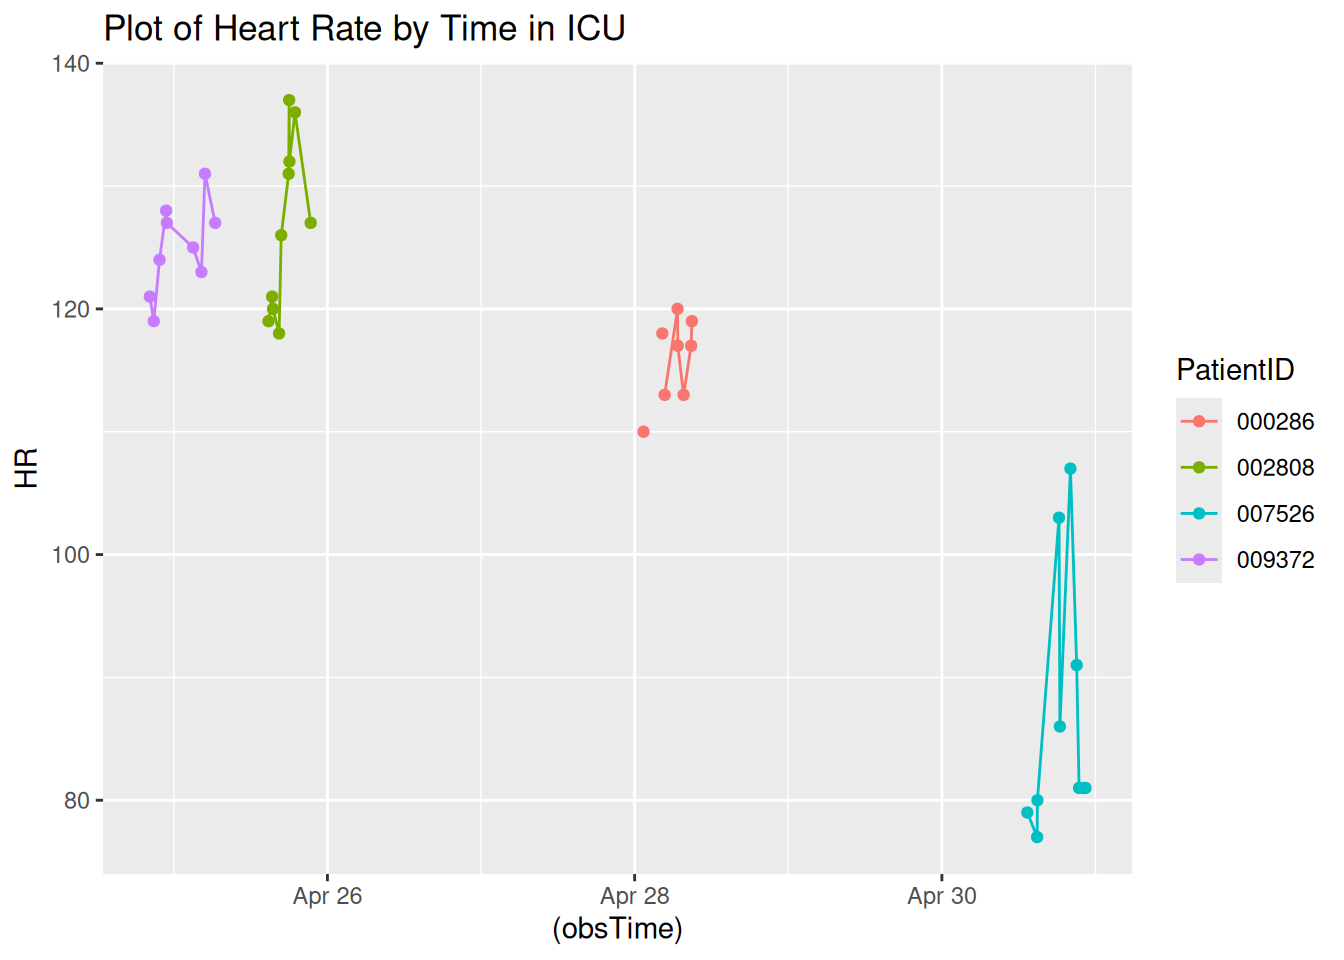 Plot of Heart Rate by Time in ICU
140
120
100
80
HR
Apr 26
Apr 28
Apr 30
(obsTime)
PatientID
000286
002808
007526
009372